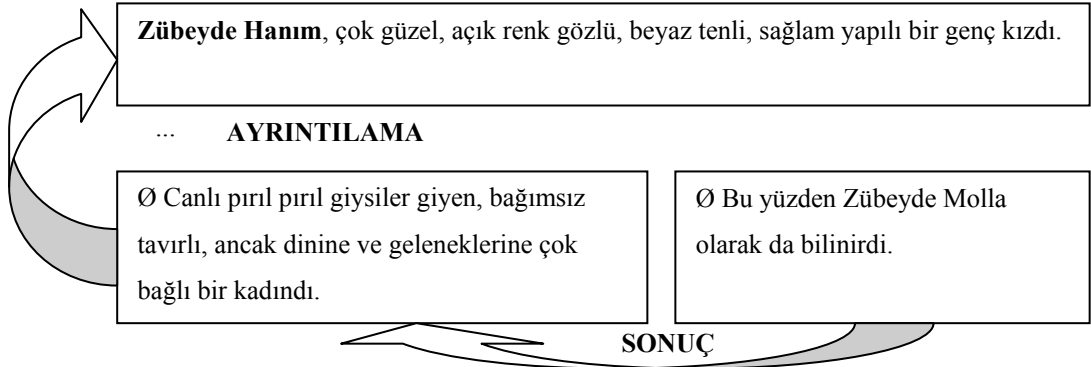 Zübeyde Hanım, çok güzel, açık renk gözlü, beyaz tenli, sağlam yapılı bir genç kızdı.
... AYRINTILAMA
Ø Canlı pırıl pırıl giysiler giyen, bağımsız
tavırlı, ancak dinine ve geleneklerine çok
bağlı bir kadındı.
Ø Bu yüzden Zübeyde Molla
olarak da bilinirdi.
SONUÇ